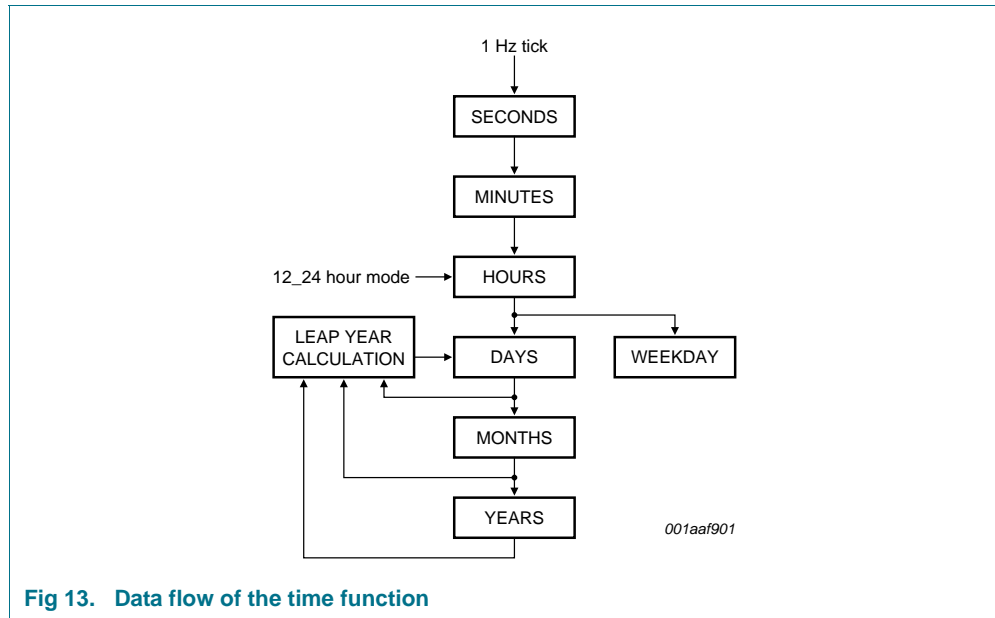 1 Hz tick
SECONDS
MINUTES
12_24 hour mode
HOURS
LEAP YEAR
CALCULATION
DAYS
WEEKDAY
MONTHS
YEARS
001aaf901
Fig 13. Data flow of the time function